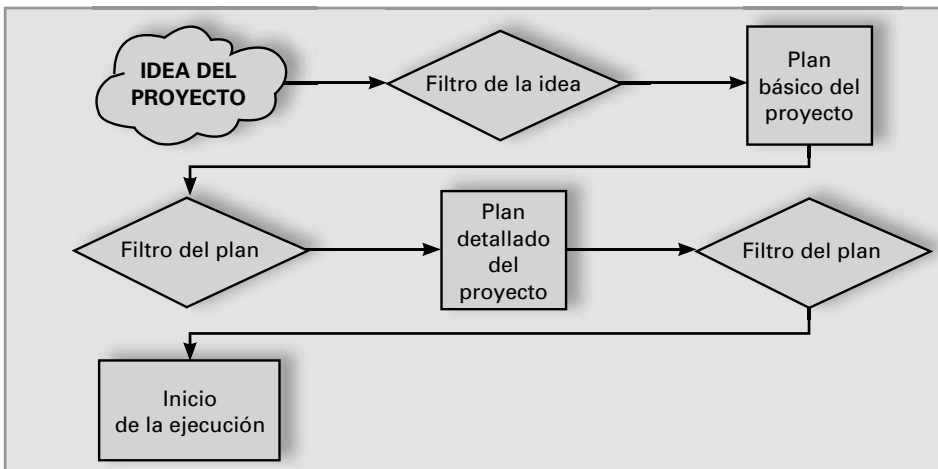 IDEA DEL
PROYECTO
Filtro de la idea
Plan
básico del
proyecto
Filtro del plan
Plan
detallado
del
proyecto
Filtro del plan
Inicio
de la ejecución